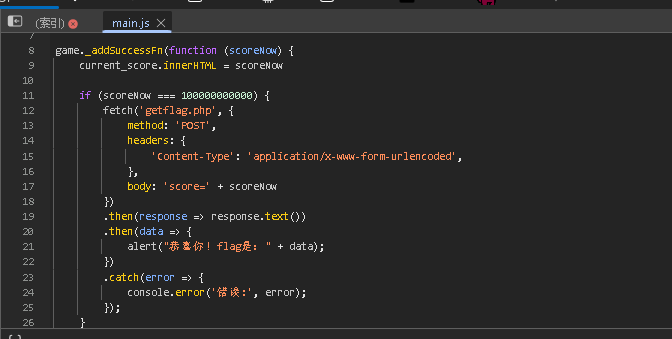 (索引)
main.js
7
8 game._addSuccessFn(function (scoreNow) {
9     current_score.innerHTML = scoreNow
10
11     if (scoreNow === 100000000000) {
12         fetch('getflag.php', {
13             method: 'POST',
14             headers: {
15                 'Content-Type': 'application/x-www-form-urlencoded',
16             },
17             body: 'score=' + scoreNow
18         })
19         .then(response => response.text())
20         .then(data => {
21             alert("恭喜你！flag是：" + data);
22         })
23         .catch(error => {
24             console.error('错误:', error);
25         });
26     }